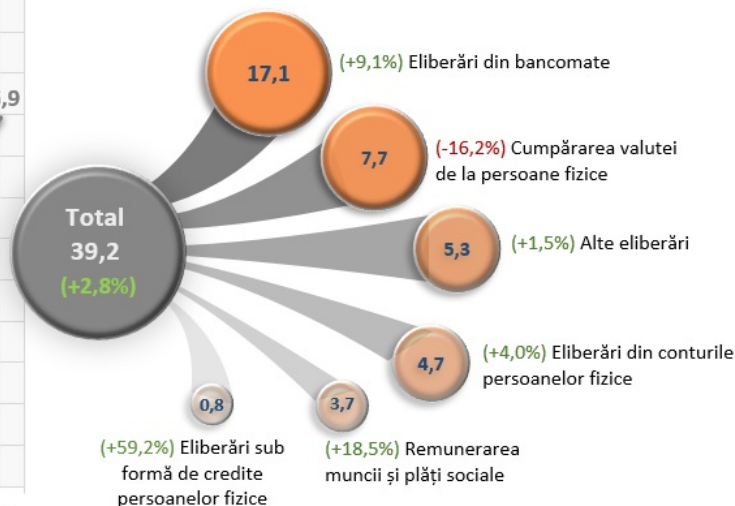 ,9
17,1
(+9,1%) Eliberări din bancomate
7,7
(-16,2%) Cumpărarea valutei
de la persoane fizice
Total
39,2
(+2,8%)
5,3
(+1,5%) Alte eliberări
4,7
(+4,0%) Eliberări din conturile
persoanelor fizice
0,8
3,7
(+59,2%) Eliberări sub
formă de credite
persoanelor fizice
(+18,5%) Remunerarea
muncii și plăți sociale